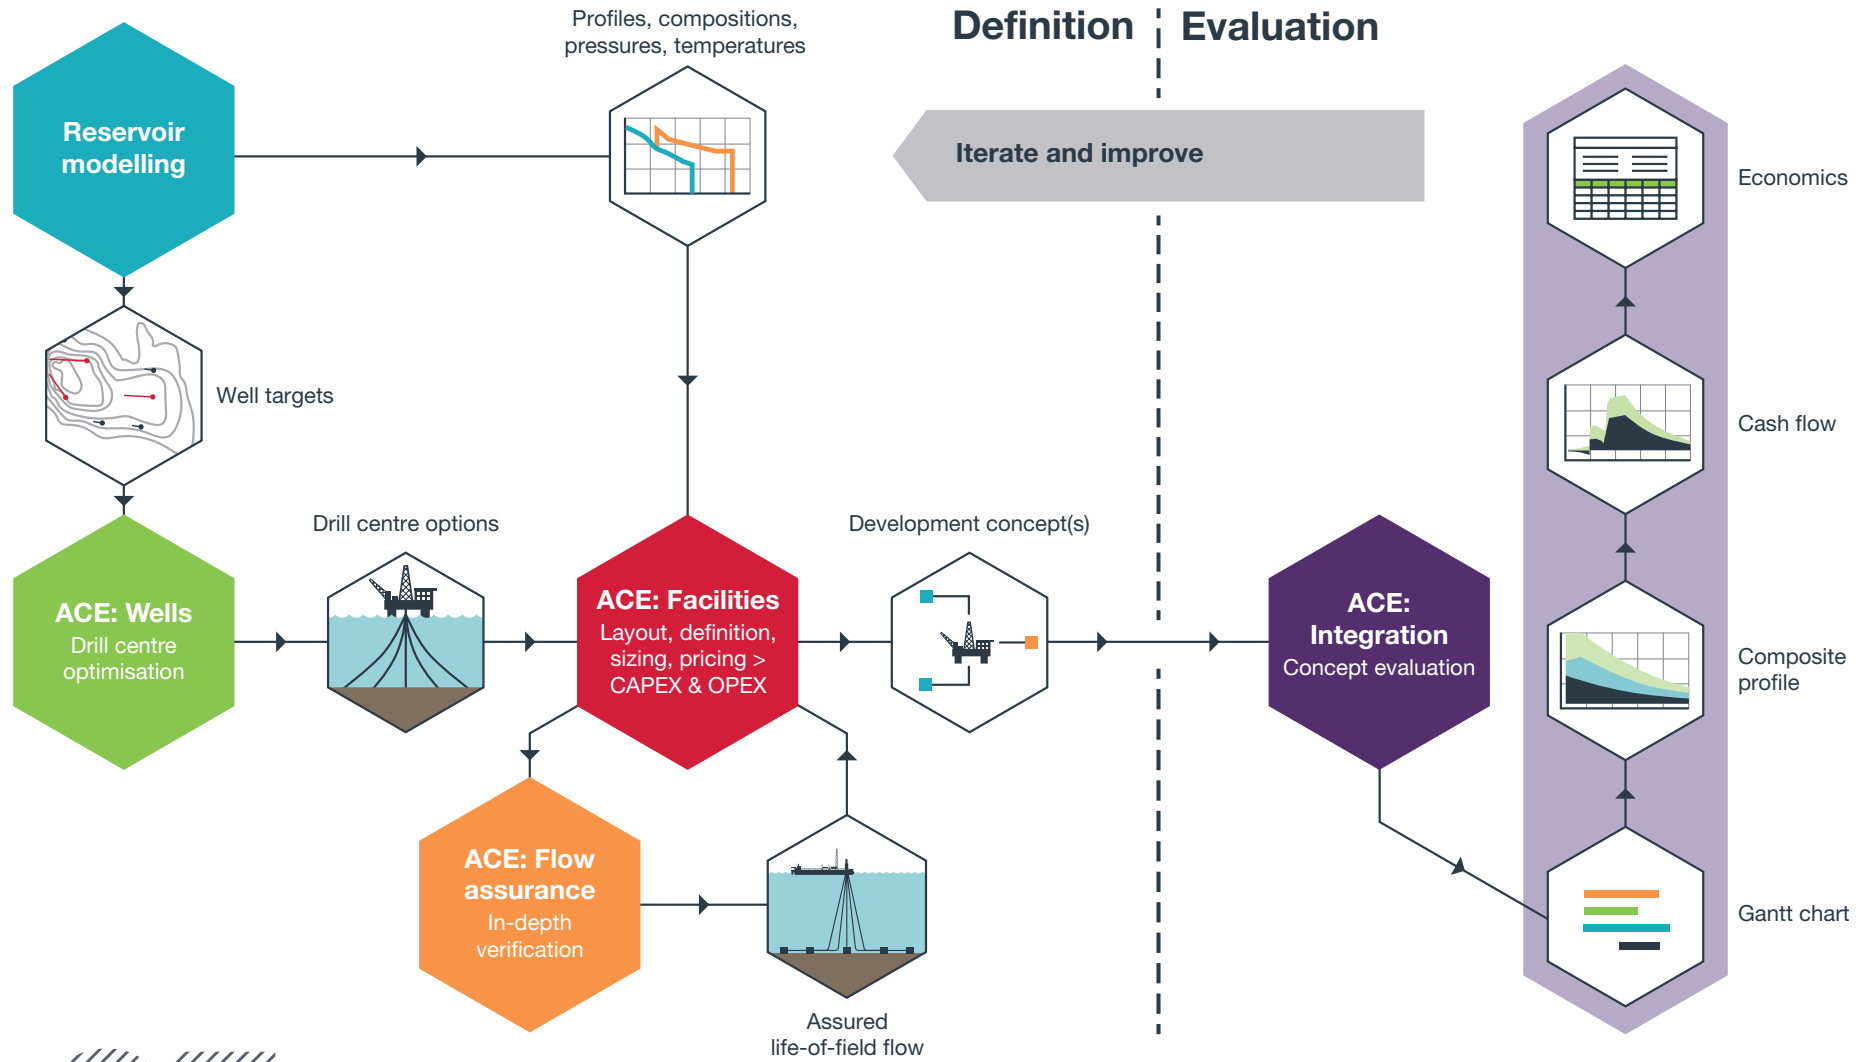 Profiles, compositions,
pressures, temperatures
Definition
Evaluation
Reservoir
modelling
Iterate and improve
Economics
Well targets
Cash flow
Drill centre options
Development concept(s)
ACE: Wells
Drill centre
optimisation
ACE: Facilities
Layout, definition,
sizing, pricing >
CAPEX & OPEX
ACE:
Integration
Concept evaluation
Composite
profile
ACE: Flow
assurance
In-depth
verification
Gantt chart
Assured
life-of-field flow